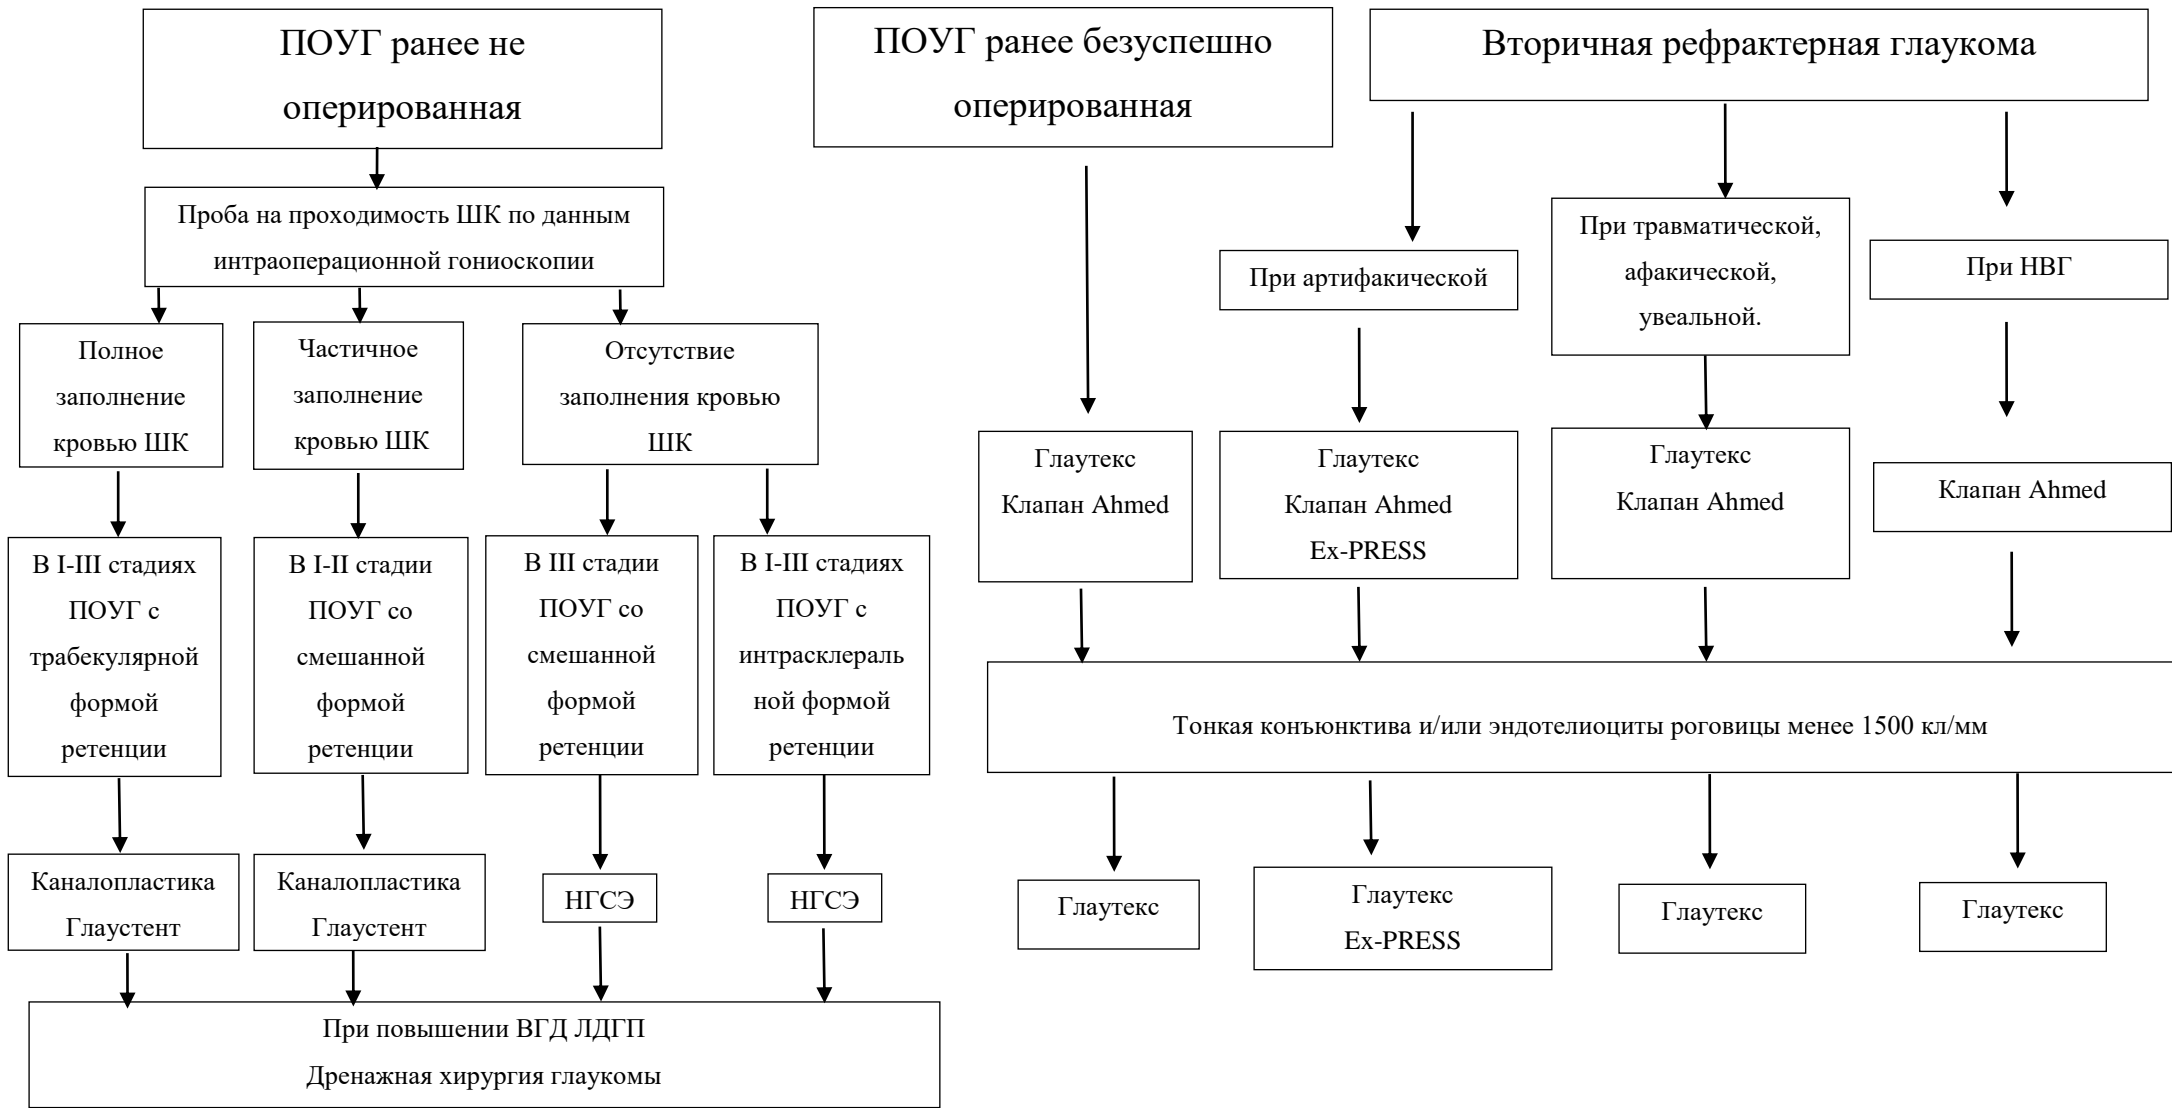 ПОУГ ранее не
оперированная
ПОУГ ранее безуспешно
оперированная
Вторичная рефрактерная глаукома
Проба на проходимость ШК по данным
интраоперационной гониоскопии
Полное
заполнение
кровью ШК
Частичное
заполнение
кровью ШК
Отсутствие
заполнения кровью
ШК
При артифакической
При травматической,
афакической,
увеальной.
При НВГ
Глаутекс
Клапан Ahmed
Глаутекс
Клапан Ahmed
Ex-PRESS
Глаутекс
Клапан Ahmed
Клапан Ahmed
В I-III стадиях
ПОУГ с
трабекулярной
формой
ретенции
В I-II стадии
ПОУГ со
смешанной
формой
ретенции
В III стадии
ПОУГ со
смешанной
формой
ретенции
В I-III стадиях
ПОУГ с
интрасклераль
ной формой
ретенции
Тонкая конъюнктива и/или эндотелиоциты роговицы менее 1500 кл/мм
Каналопластика
Глаустент
Каналопластика
Глаустент
НГСЭ
НГСЭ
Глаутекс
Глаутекс
Ex-PRESS
Глаутекс
Глаутекс
При повышении ВГД ЛДГП
Дренажная хирургия глаукомы